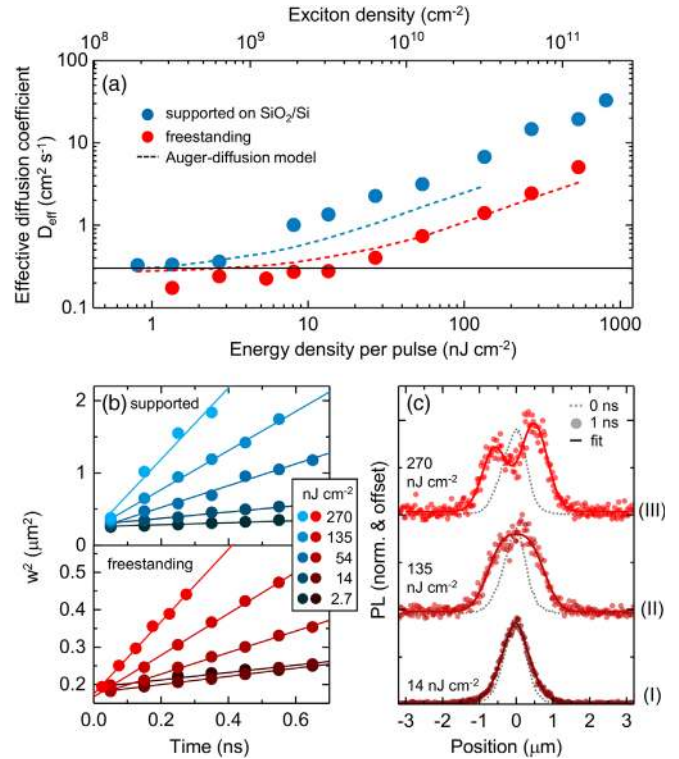 Exciton density (cm⁻²)
10⁸ 10⁹ 10¹⁰ 10¹¹
(a)
supported on SiO₂/Si
freestanding
Auger-diffusion model
Effective diffusion coefficient
D_eff (cm² s⁻¹)
100
10
1
0.1
1 10 100 1000
Energy density per pulse (nJ cm⁻²)
(b) supported
2
1
0
nJ cm⁻²
270
135
54
14
2.7
w² (μm²)
freestanding
0.5
0.4
0.3
0.2
0.0 0.2 0.4 0.6
Time (ns)
(c)
0 ns
1 ns
fit
270
nJ cm⁻²
(III)
135
nJ cm⁻²
(II)
14 nJ cm⁻²
(I)
PL (norm. & offset)
-3 -2 -1 0 1 2 3
Position (μm)